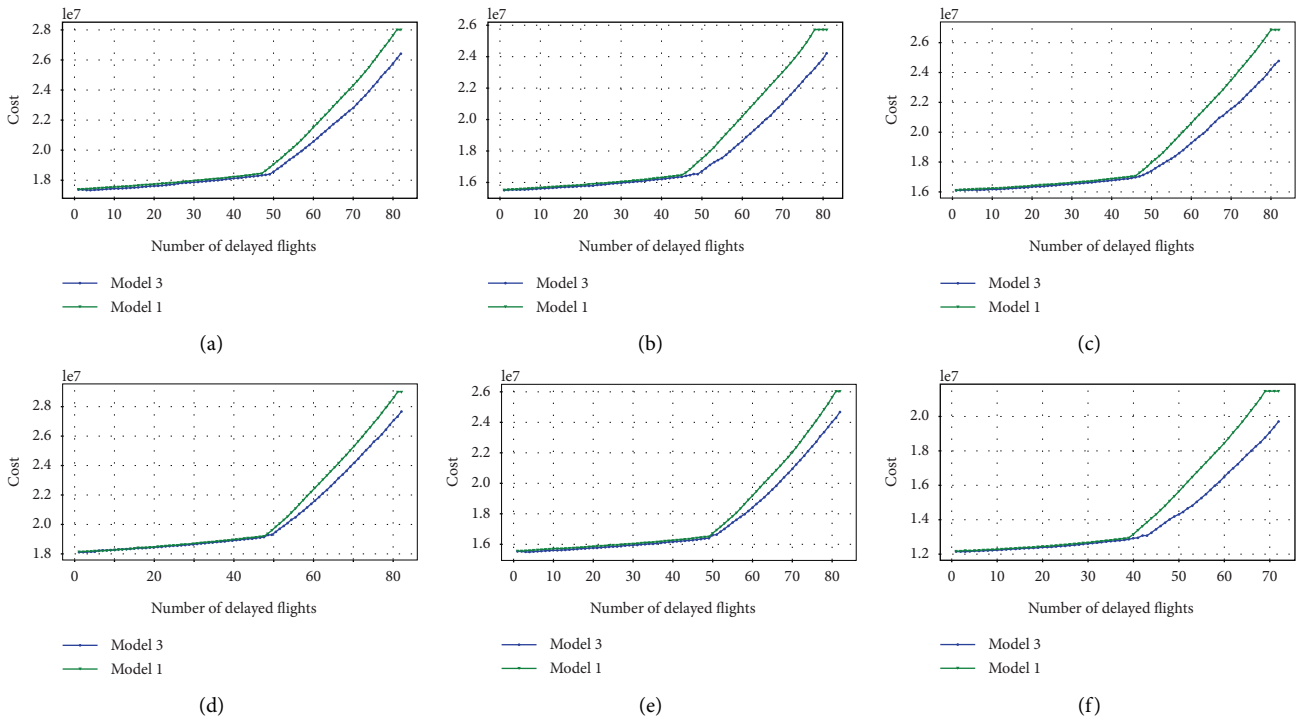 1e7
2.8
2.6
2.4
2.2
2.0
1.8
Cost
0 10 20 30 40 50 60 70 80
Number of delayed flights
Model 3
Model 1
(a)
1e7
2.6
2.4
2.2
2.0
1.8
1.6
Cost
0 10 20 30 40 50 60 70 80
Number of delayed flights
Model 3
Model 1
(b)
1e7
2.6
2.4
2.2
2.0
1.8
1.6
Cost
0 10 20 30 40 50 60 70 80
Number of delayed flights
Model 3
Model 1
(c)
1e7
2.8
2.6
2.4
2.2
2.0
1.8
Cost
0 20 40 60 80
Number of delayed flights
Model 3
Model 1
(d)
1e7
2.6
2.4
2.2
2.0
1.8
1.6
Cost
0 10 20 30 40 50 60 70 80
Number of delayed flights
Model 3
Model 1
(e)
1e7
2.0
1.8
1.6
1.4
1.2
Cost
0 10 20 30 40 50 60 70
Number of delayed flights
Model 3
Model 1
(f)